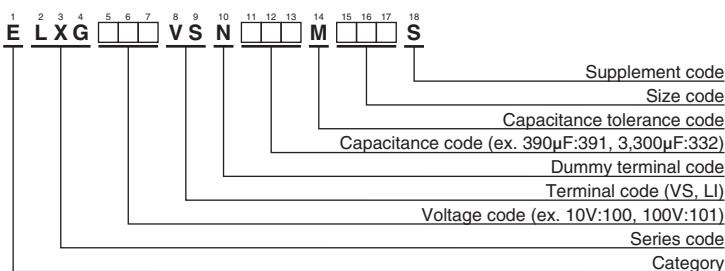 1 2 3 4 5 6 7 8 9 10 11 12 13 14 15 16 17 18
E L X G □□□ V S N □□□ M □□□ S
Supplement code
Size code
Capacitance tolerance code
Capacitance code (ex. 390µF:391, 3,300µF:332)
Dummy terminal code
Terminal code (VS, LI)
Voltage code (ex. 10V:100, 100V:101)
Series code
Category